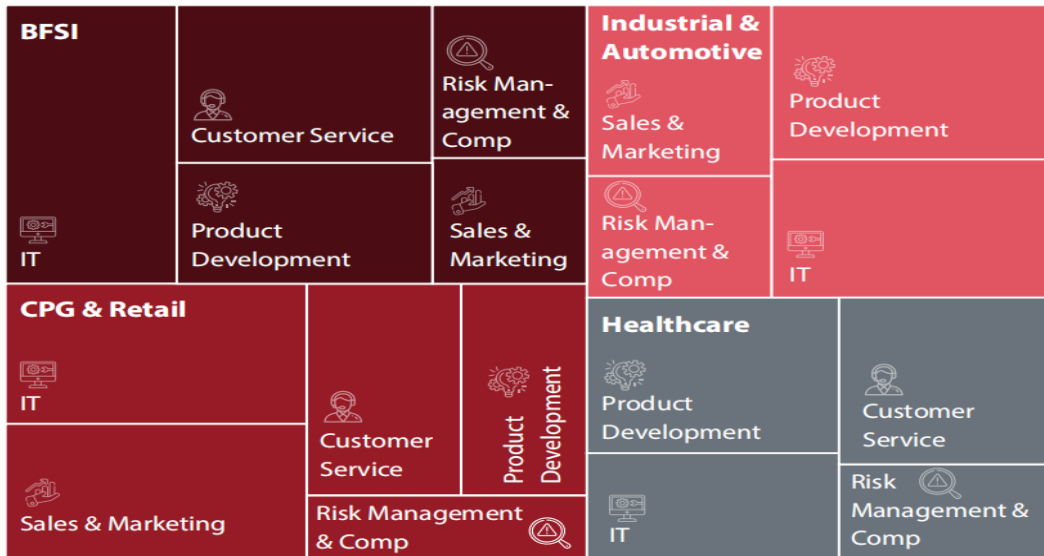 BFSI
IT
Customer Service
Product
Development
Risk Man-
agement &
Comp
Sales &
Marketing
Industrial &
Automotive
Sales &
Marketing
Risk Man-
agement &
Comp
Product
Development
IT
CPG & Retail
IT
Sales & Marketing
Customer
Service
Product
Development
Risk Management
& Comp
Healthcare
Product
Development
IT
Customer
Service
Risk
Management
& Comp